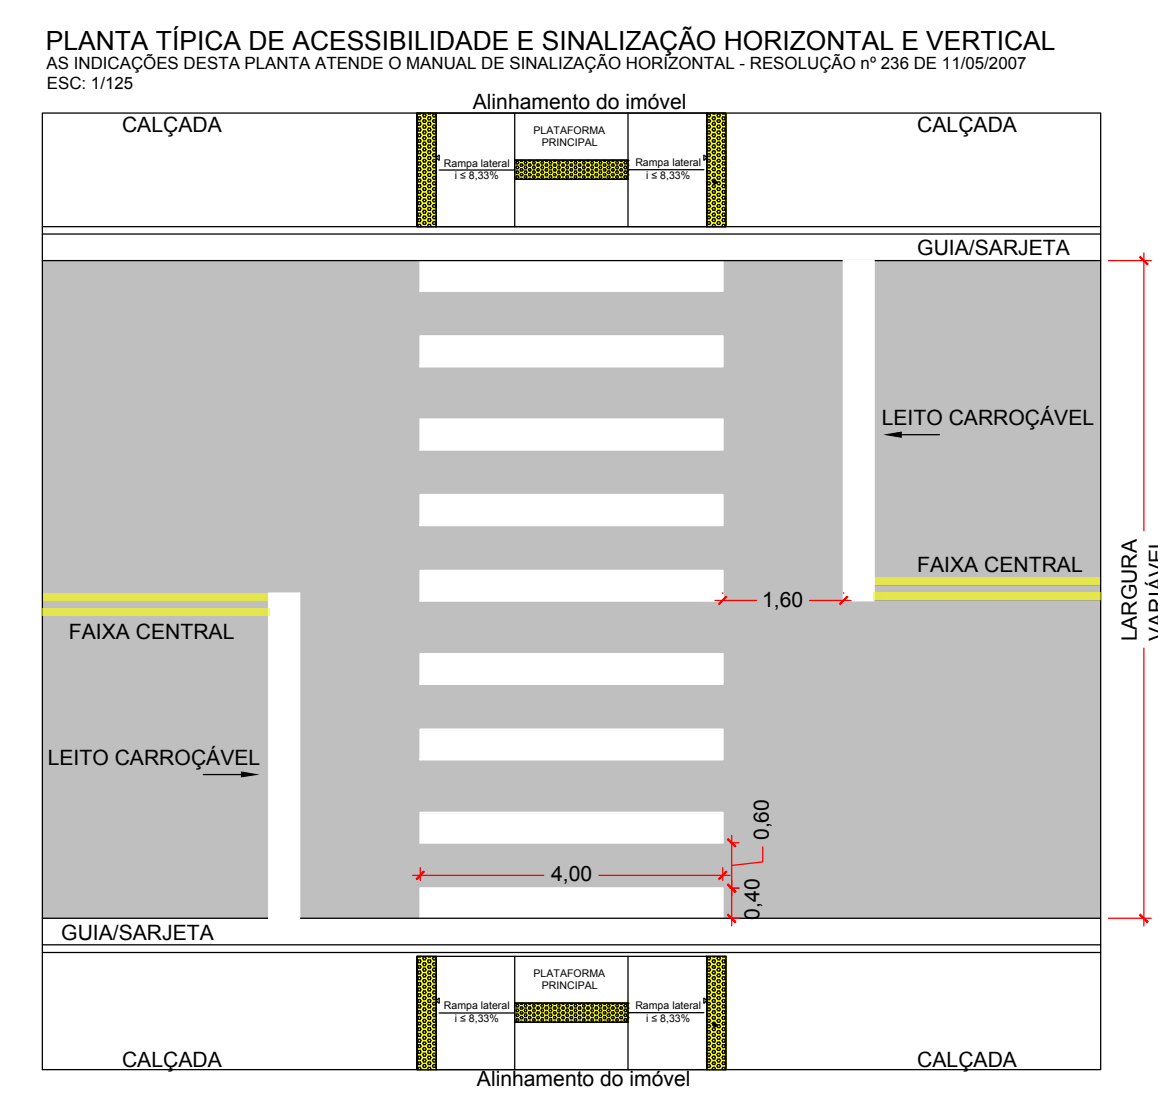 PLANTA TÍPICA DE ACESSIBILIDADE E SINALIZAÇÃO HORIZONTAL E VERTICAL
AS INDICAÇÕES DESTA PLANTA ATENDE O MANUAL DE SINALIZAÇÃO HORIZONTAL - RESOLUÇÃO nº 236 DE 11/05/2007
ESC: 1/125
Alinhamento do imóvel
CALÇADA
PLATAFORMA
PRINCIPAL
CALÇADA
Rampa lateral
i ≤ 8,33%
Rampa lateral
i ≤ 8,33%
GUIA/SARJETA
LEITO CARROÇÁVEL
FAIXA CENTRAL
LARGURA
VARIÁVEL
1,60
FAIXA CENTRAL
LEITO CARROÇÁVEL
0,60
4,00
0,40
GUIA/SARJETA
PLATAFORMA
PRINCIPAL
Rampa lateral
i ≤ 8,33%
Rampa lateral
i ≤ 8,33%
CALÇADA
CALÇADA
Alinhamento do imóvel